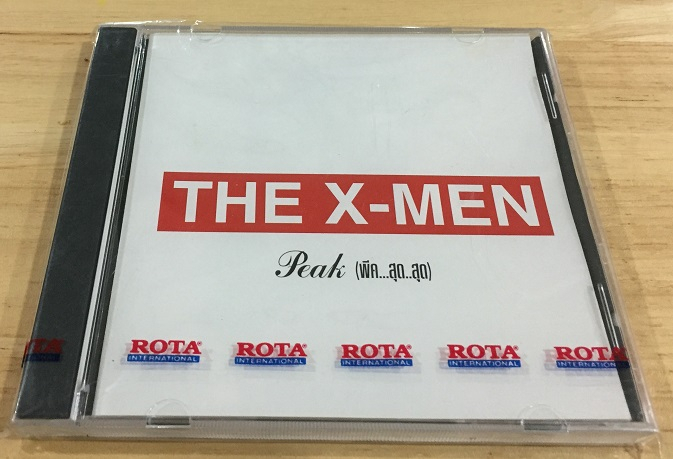 THE X-MEN
Peak (พีค...สุด..สุด)
ROTA ROTA ROTA ROTA ROTA
INTERNATIONAL INTERNATIONAL INTERNATIONAL INTERNATIONAL INTERNATIONAL